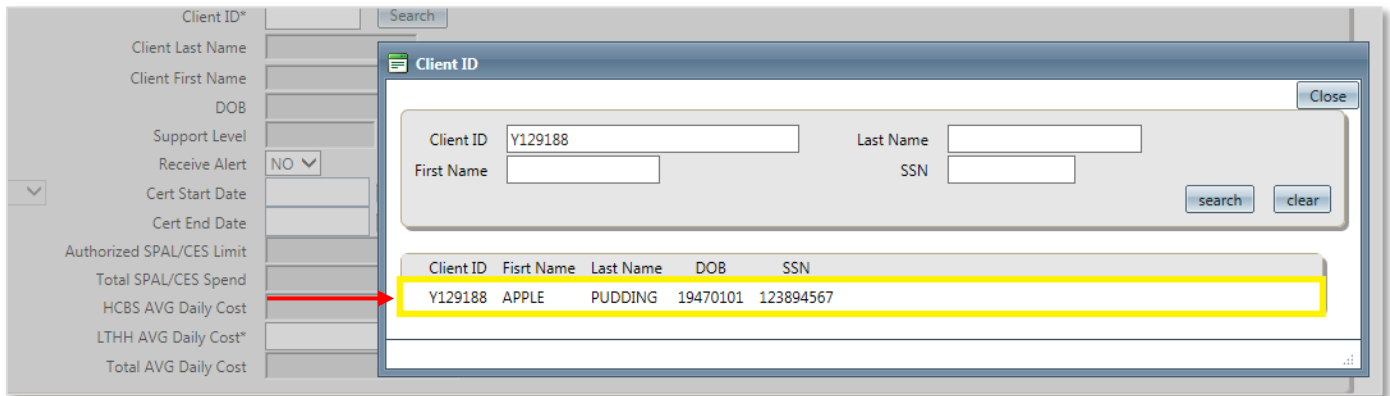 Client ID* Search
Client Last Name
Client First Name
DOB
Support Level
Receive Alert NO
Cert Start Date
Cert End Date
Authorized SPAL/CES Limit
Total SPAL/CES Spend
HCBS AVG Daily Cost
LTHH AVG Daily Cost*
Total AVG Daily Cost
Client ID
Close
Client ID Y129188 Last Name
First Name SSN
search clear
Client ID Fisrt Name Last Name DOB SSN
Y129188 APPLE PUDDING 19470101 123894567